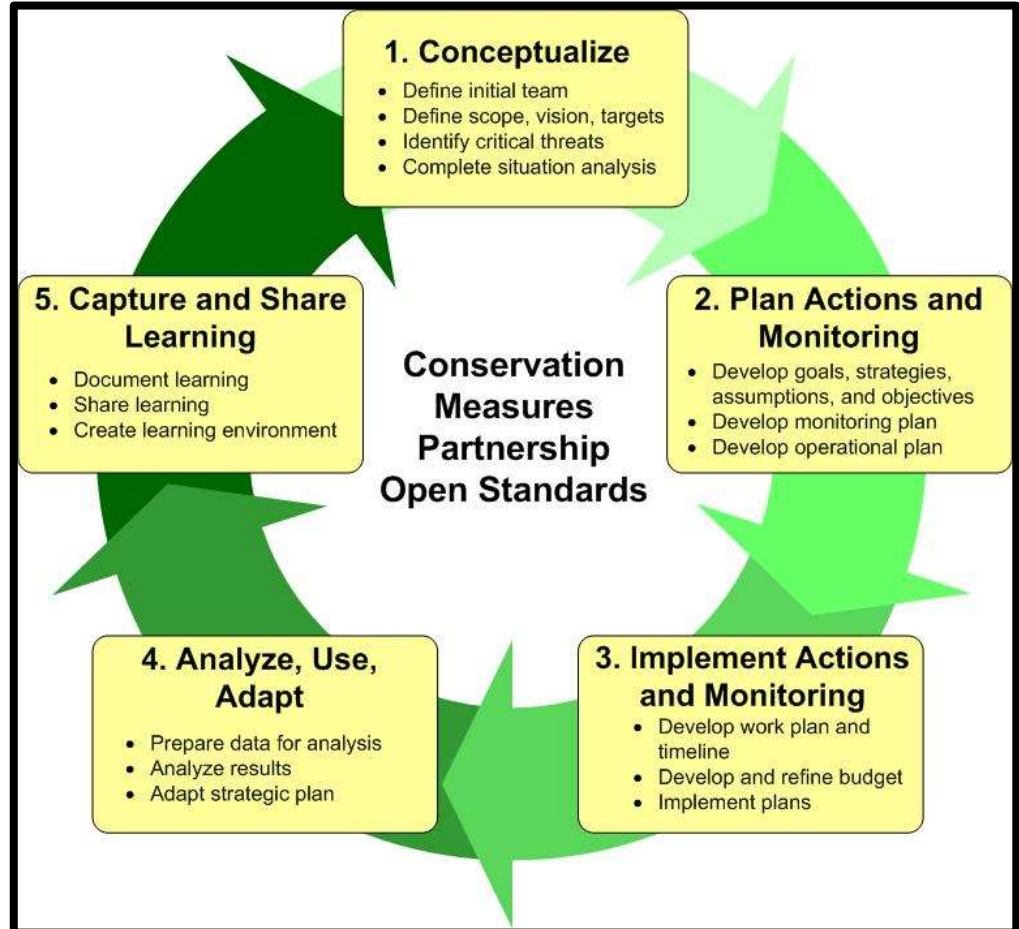 1. Conceptualize
• Define initial team
• Define scope, vision, targets
• Identify critical threats
• Complete situation analysis
2. Plan Actions and
Monitoring
• Develop goals, strategies,
assumptions, and objectives
• Develop monitoring plan
• Develop operational plan
3. Implement Actions
and Monitoring
• Develop work plan and
timeline
• Develop and refine budget
• Implement plans
4. Analyze, Use,
Adapt
• Prepare data for analysis
• Analyze results
• Adapt strategic plan
5. Capture and Share
Learning
• Document learning
• Share learning
• Create learning environment
Conservation
Measures
Partnership
Open Standards